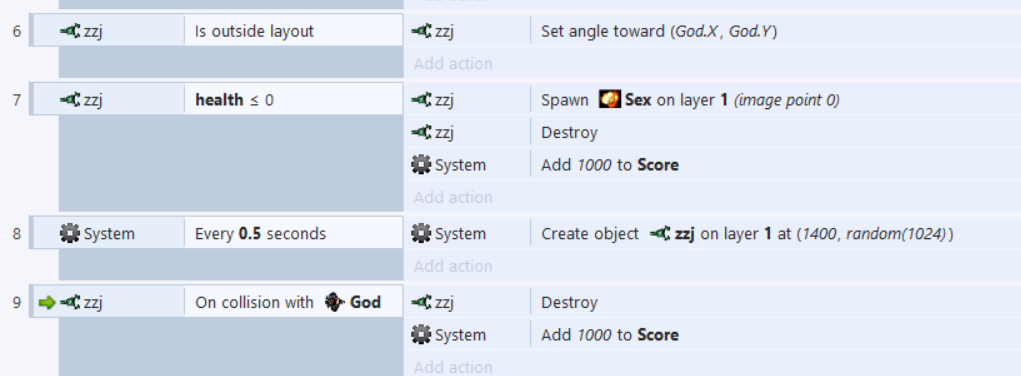 Add action
6 zzj Is outside layout zzj Set angle toward (God.X, God.Y)
Add action
7 zzj health ≤ 0 zzj Spawn Sex on layer 1 (image point 0)
zzj Destroy
System Add 1000 to Score
Add action
8 System Every 0.5 seconds System Create object zzj on layer 1 at (1400, random(1024))
Add action
9 zzj On collision with God zzj Destroy
System Add 1000 to Score
Add action